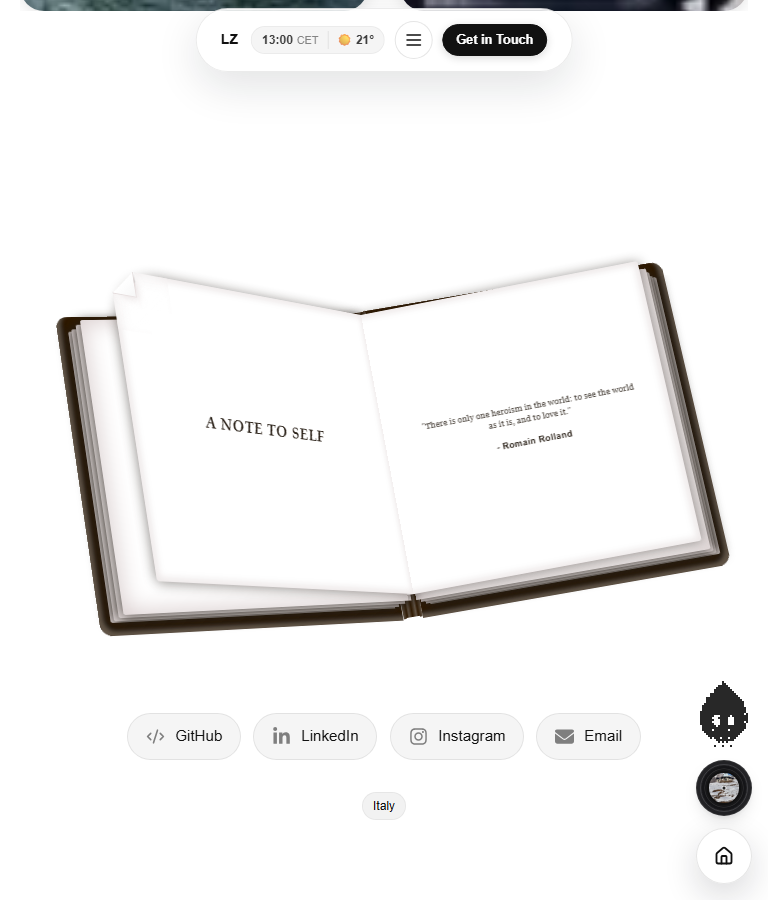 LZ
13:00 CET
21°
Get in Touch
A NOTE TO SELF
"There is only one heroism in the world: to see the world
as it is, and to love it."
- Romain Rolland
GitHub
LinkedIn
Instagram
Email
Italy